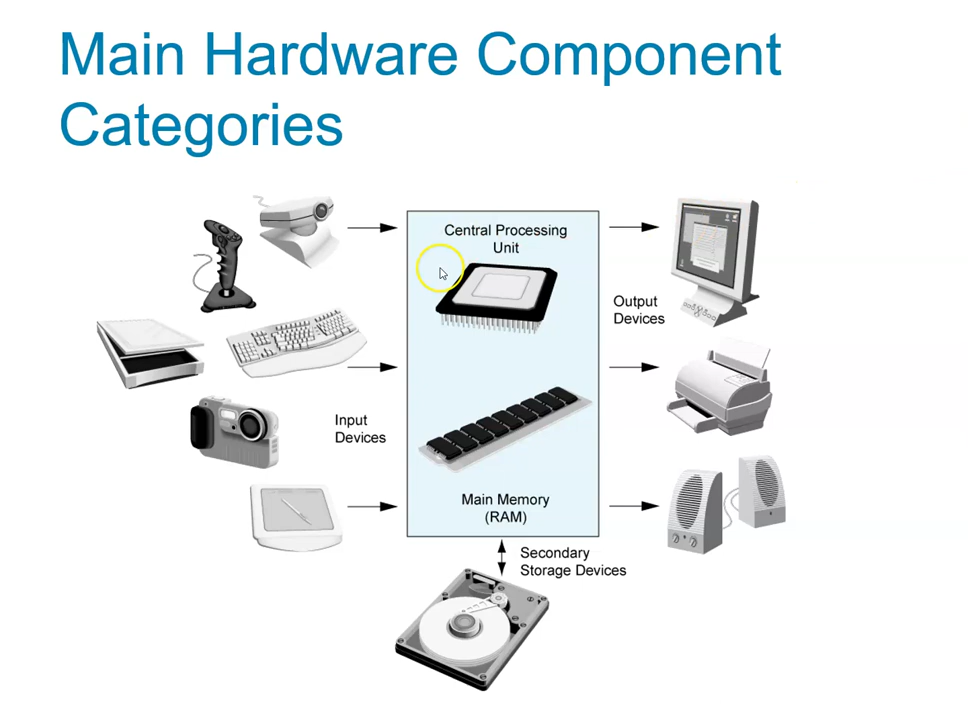 Main Hardware Component
Categories
Central Processing
Unit
Output
Devices
Input
Devices
Main Memory
(RAM)
Secondary
Storage Devices